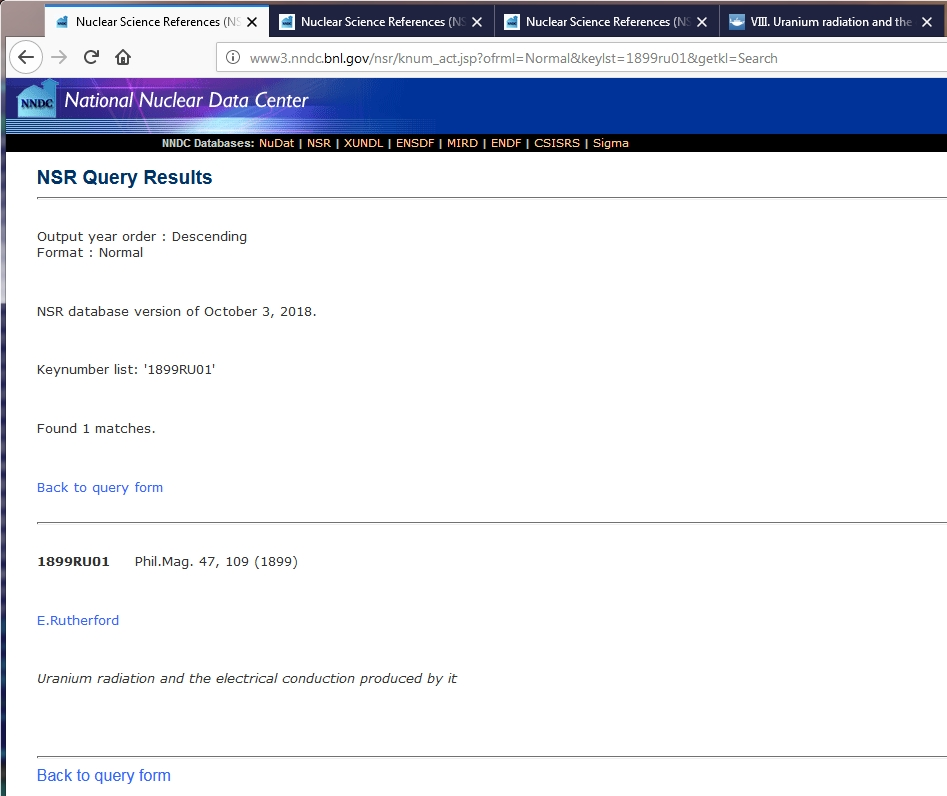 Nuclear Science References (NS
Nuclear Science References (NS
Nuclear Science References (NS
VIII. Uranium radiation and the
www3.nndc.bnl.gov/nsr/knum_act.jsp?ofrml=Normal&keylst=1899ru01&getkl=Search
NNDC National Nuclear Data Center
NNDC Databases: NuDat | NSR | XUNDL | ENSDF | MIRD | ENDF | CSISRS | Sigma
NSR Query Results
Output year order : Descending
Format : Normal
NSR database version of October 3, 2018.
Keynumber list: '1899RU01'
Found 1 matches.
Back to query form
1899RU01 Phil.Mag. 47, 109 (1899)
E.Rutherford
Uranium radiation and the electrical conduction produced by it
Back to query form